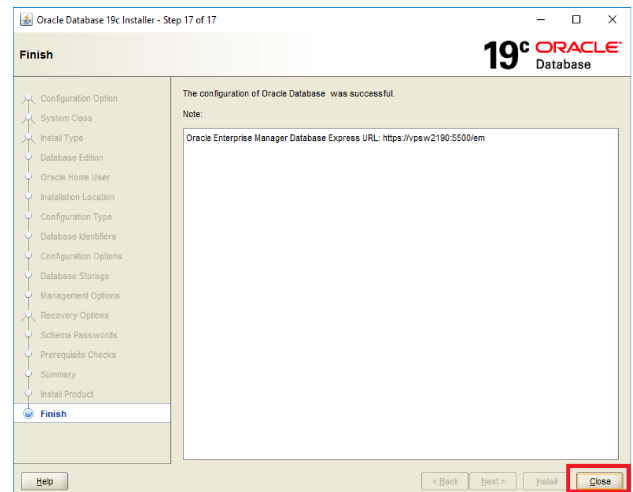 Oracle Database 19c Installer - Step 17 of 17
Finish
19c ORACLE
Database
Configuration Option
System Class
Install Type
Database Edition
Oracle Home User
Installation Location
Configuration Type
Database Identifiers
Configuration Options
Database Storage
Management Options
Recovery Options
Schema Passwords
Prerequisite Checks
Summary
Install Product
Finish
The configuration of Oracle Database was successful.
Note:
Oracle Enterprise Manager Database Express URL: https://vpsw2190:5500/em
Help
< Back
Next >
Install
Close